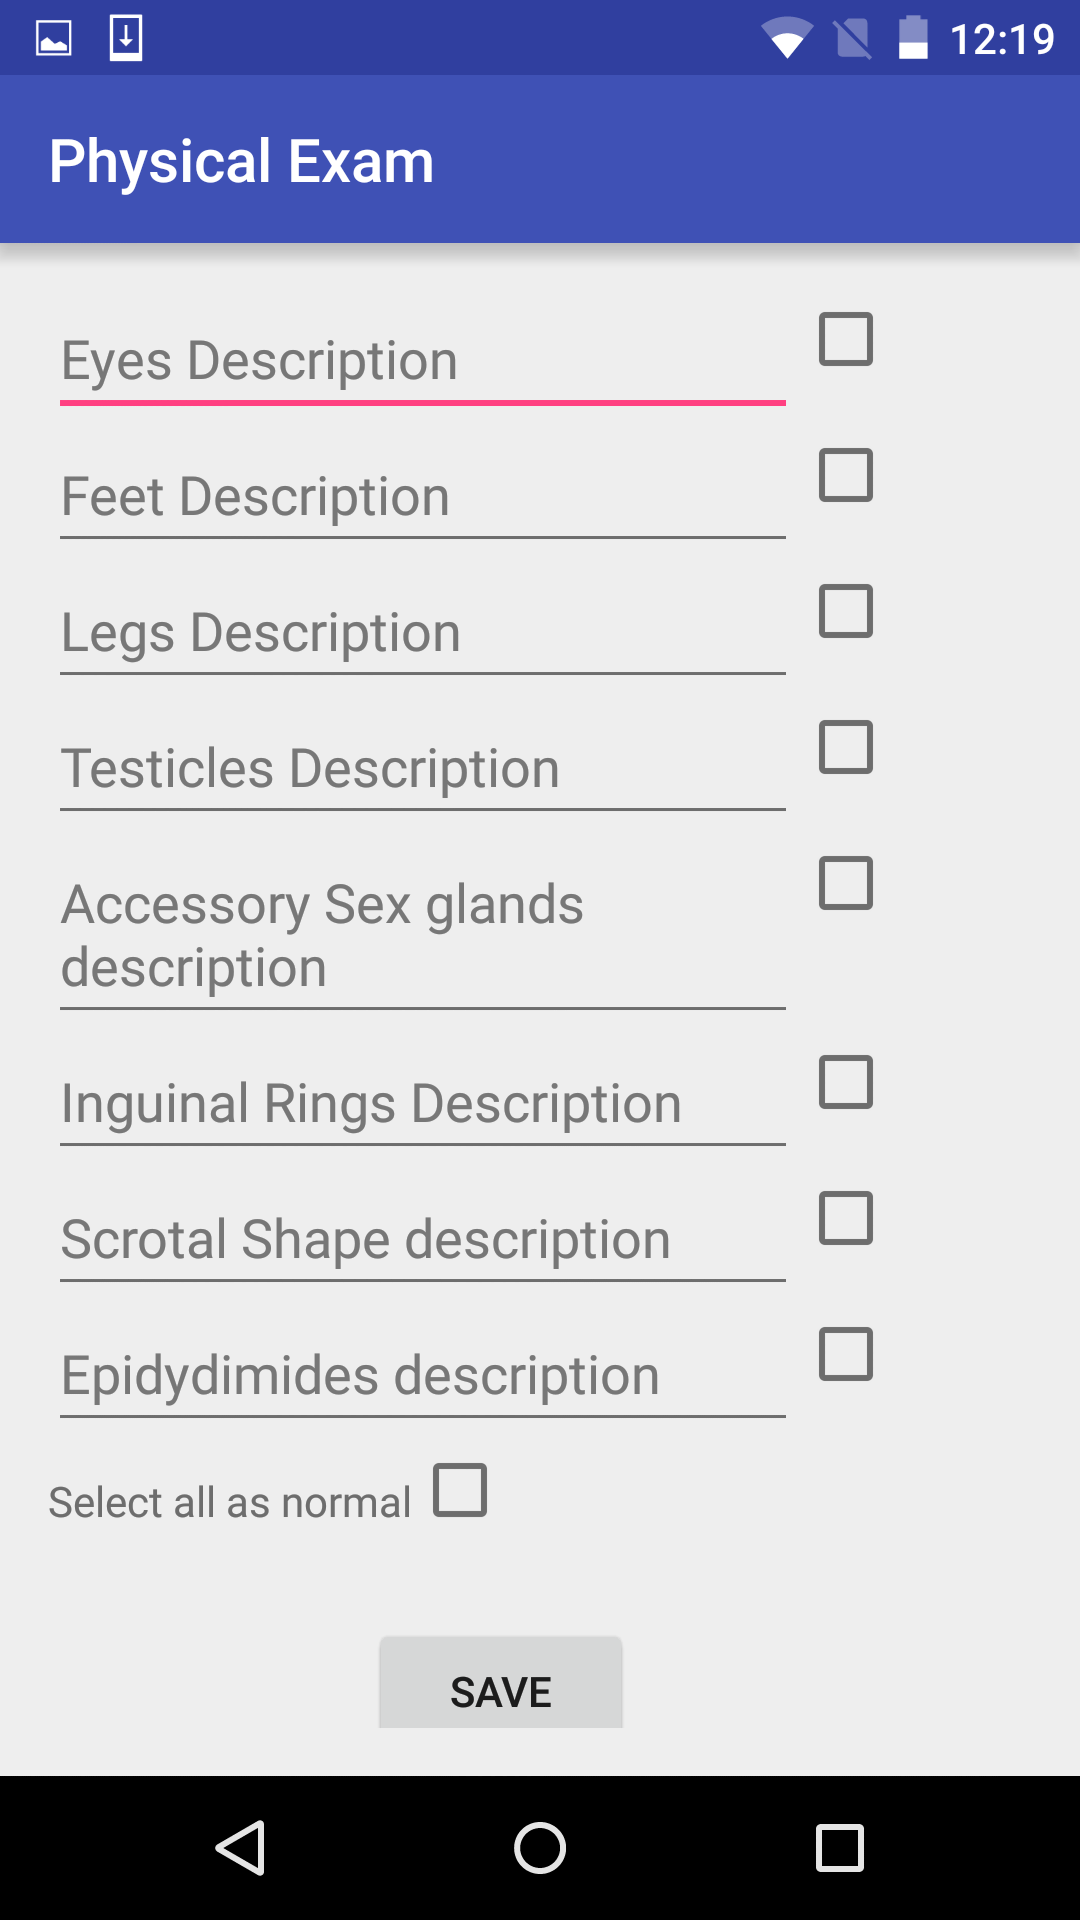 12:19
Physical Exam
Eyes Description
Feet Description
Legs Description
Testicles Description
Accessory Sex glands
description
Inguinal Rings Description
Scrotal Shape description
Epidydimides description
Select all as normal
SAVE